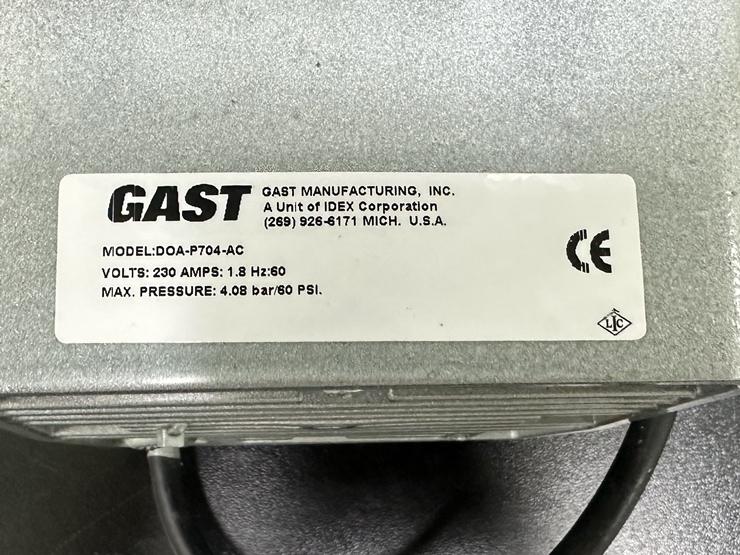 GAST
GAST MANUFACTURING, INC.
A Unit of IDEX Corporation
(269) 926-6171 MICH. U.S.A.
MODEL:DOA-P704-AC
VOLTS: 230 AMPS: 1.8 Hz:60
MAX. PRESSURE: 4.08 bar/60 PSI.
CE
LIC